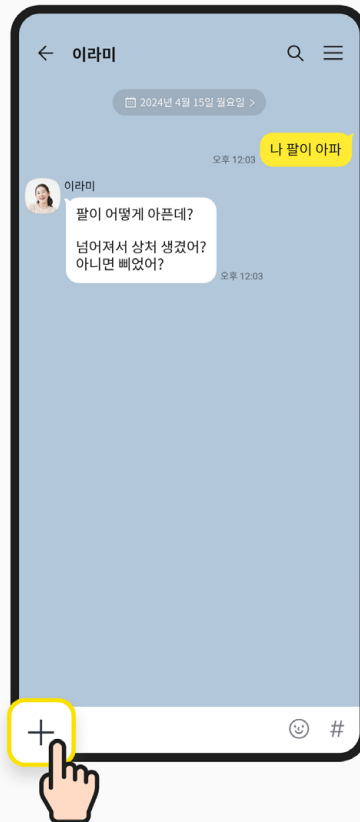 이라미
2024년 4월 15일 월요일 >
나 팔이 아파
오후 12:03
이라미
팔이 어떻게 아픈데?
넘어져서 상처 생겼어?
아니면 삐었어?
오후 12:03
#